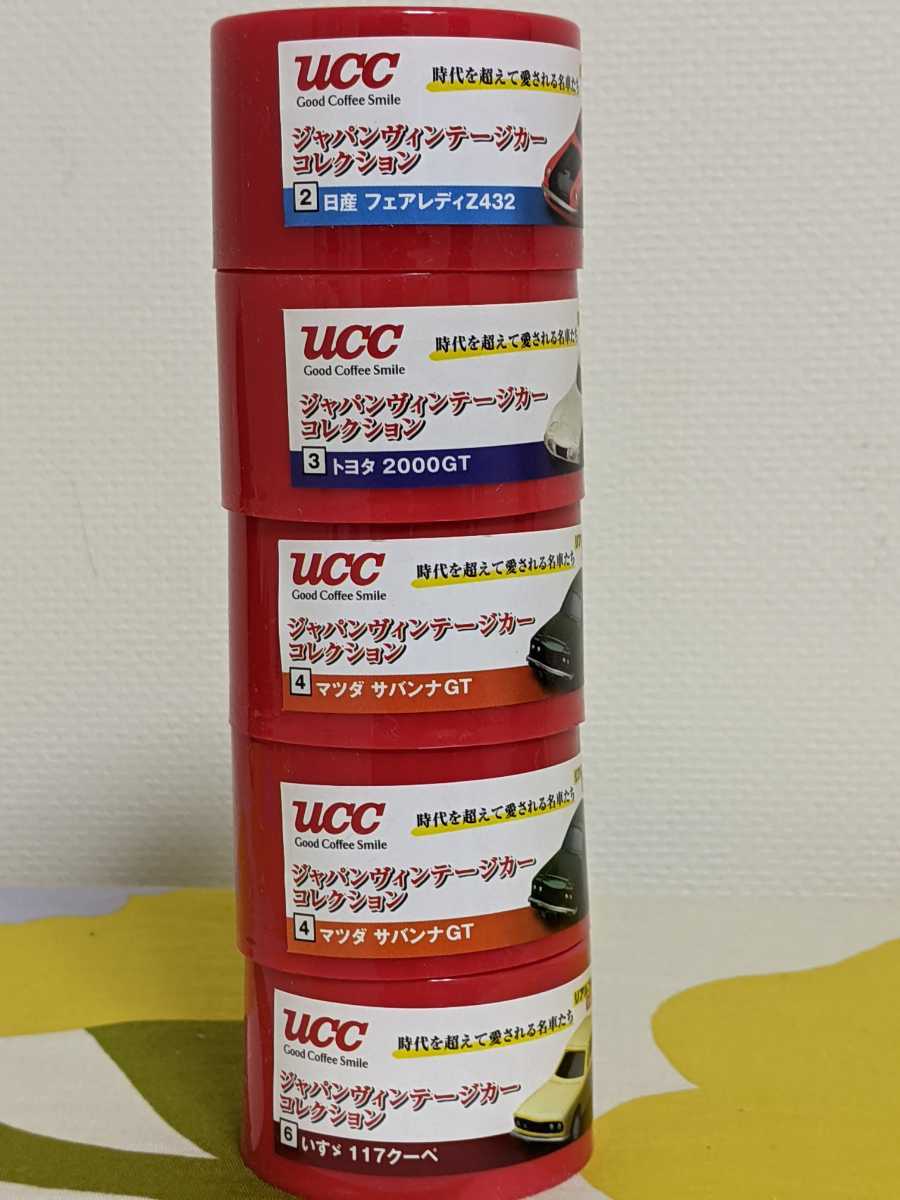 UCC
Good Coffee Smile
時代を超えて愛される名車たち
ジャパンヴィンテージカー
コレクション
2 日産 フェアレディZ432
UCC
Good Coffee Smile
時代を超えて愛される名車たち
ジャパンヴィンテージカー
コレクション
3 トヨタ 2000GT
UCC
Good Coffee Smile
時代を超えて愛される名車たち
ジャパンヴィンテージカー
コレクション
4 マツダ サバンナGT
UCC
Good Coffee Smile
時代を超えて愛される名車たち
ジャパンヴィンテージカー
コレクション
4 マツダ サバンナGT
UCC
Good Coffee Smile
時代を超えて愛される名車たち
ジャパンヴィンテージカー
コレクション
6 いすゞ 117クーペ